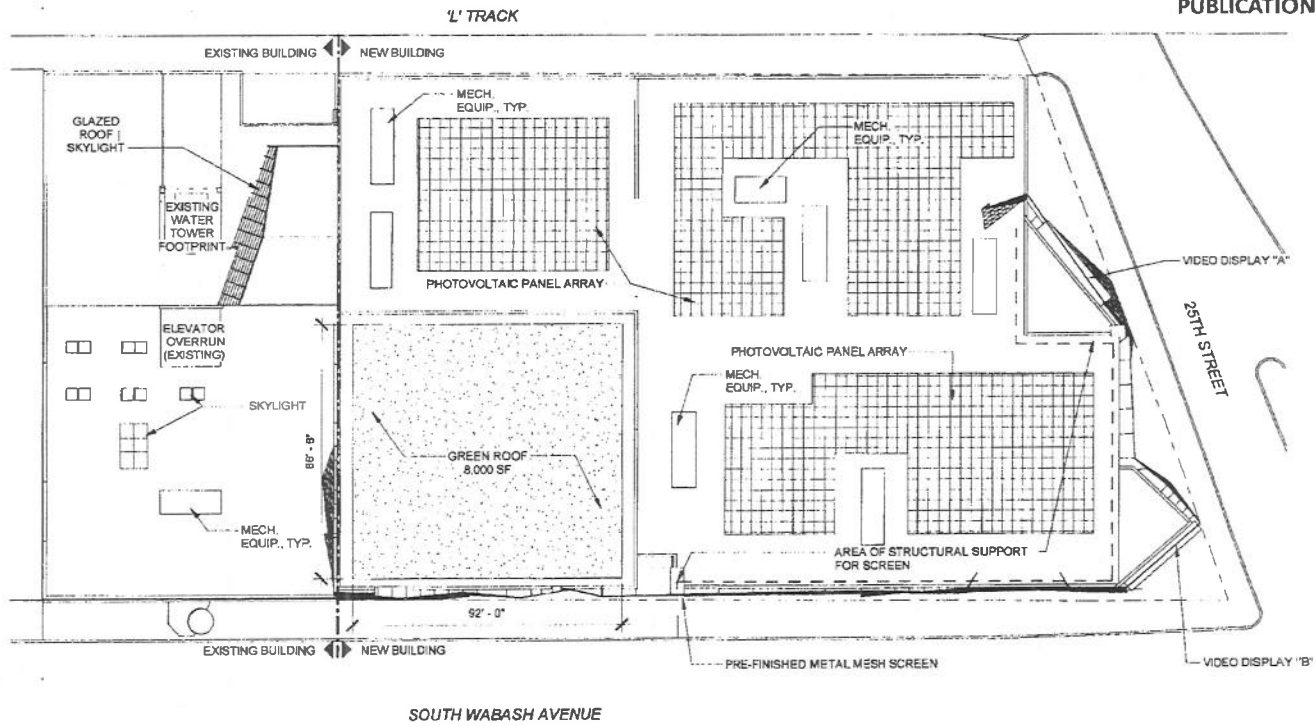 PUBLICATION
'L' TRACK
EXISTING BUILDING
NEW BUILDING
MECH.
EQUIP., TYP.
GLAZED
ROOF
SKYLIGHT
MECH.
EQUIP., TYP.
EXISTING
WATER
TOWER
FOOTPRINT
VIDEO DISPLAY "A"
PHOTOVOLTAIC PANEL ARRAY
25TH STREET
ELEVATOR
OVERRUN
(EXISTING)
PHOTOVOLTAIC PANEL ARRAY
MECH.
EQUIP., TYP.
SKYLIGHT
GREEN ROOF
8,000 SF
MECH.
EQUIP., TYP.
AREA OF STRUCTURAL SUPPORT
FOR SCREEN
92' - 0"
EXISTING BUILDING
NEW BUILDING
PRE-FINISHED METAL MESH SCREEN
VIDEO DISPLAY "B"
SOUTH WABASH AVENUE